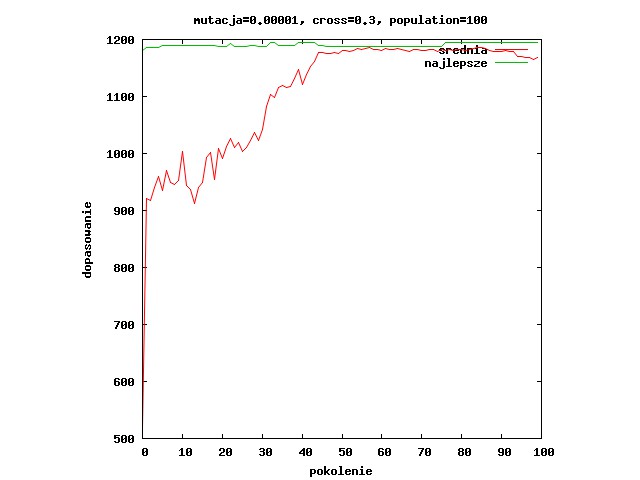 mutacja=0.00001, cross=0.3, population=100
1200
średnia
najlepsze
1100
1000
900
dopasowanie
800
700
600
500
0 10 20 30 40 50 60 70 80 90 100
pokolenie